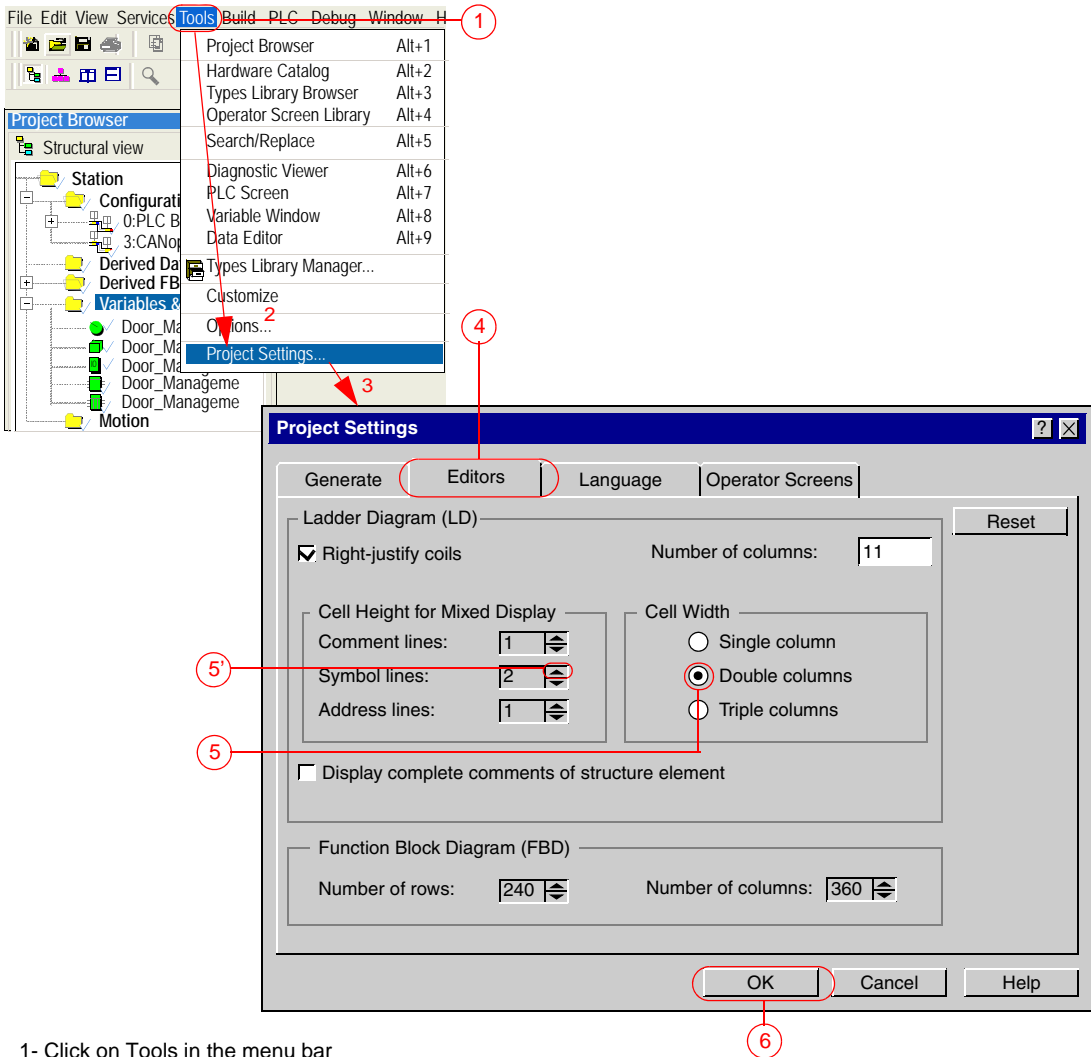 File Edit View Services Tools Build PLC Debug Window H
1
Project Browser Alt+1
Hardware Catalog Alt+2
Types Library Browser Alt+3
Operator Screen Library Alt+4
Search/Replace Alt+5
Diagnostic Viewer Alt+6
PLC Screen Alt+7
Variable Window Alt+8
Data Editor Alt+9
Types Library Manager...
Customize
2
Options...
Project Settings...
3
Project Browser
Structural view
Station
Configurati
0:PLC B
3:CANop
Derived Da
Derived FB
Variables &
Door_Ma
Door_Ma
Door_Ma
Door_Manageme
Door_Manageme
Motion
4
Project Settings ?
Generate Editors Language Operator Screens
Ladder Diagram (LD) Reset
Right-justify coils Number of columns: 11
Cell Height for Mixed Display Cell Width
Comment lines: 1 Single column
5’ Symbol lines: 2 Double columns
Address lines: 1 Triple columns
5
Display complete comments of structure element
Function Block Diagram (FBD)
Number of rows: 240 Number of columns: 360
OK Cancel Help
6
1- Click on Tools in the menu bar